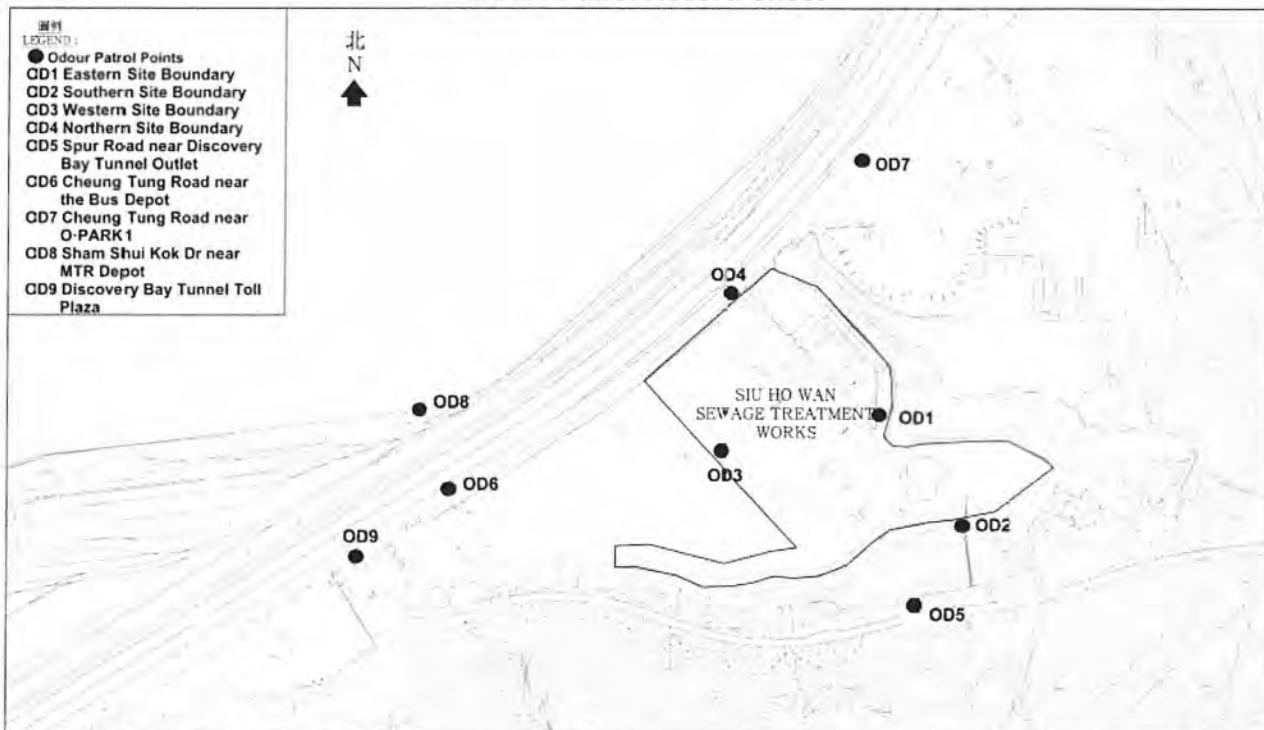 圖例
LEGEND :
Odour Patrol Points
OD1 Eastern Site Boundary
OD2 Southern Site Boundary
OD3 Western Site Boundary
OD4 Northern Site Boundary
OD5 Spur Road near Discovery
Bay Tunnel Outlet
OD6 Cheung Tung Road near
the Bus Depot
OD7 Cheung Tung Road near
O·PARK1
OD8 Sham Shui Kok Dr near
MTR Depot
OD9 Discovery Bay Tunnel Toll
Plaza
北
N
OD7
OD4
SIU HO WAN
SEWAGE TREATMENT
WORKS
OD8
OD1
OD3
OD6
OD2
OD9
OD5